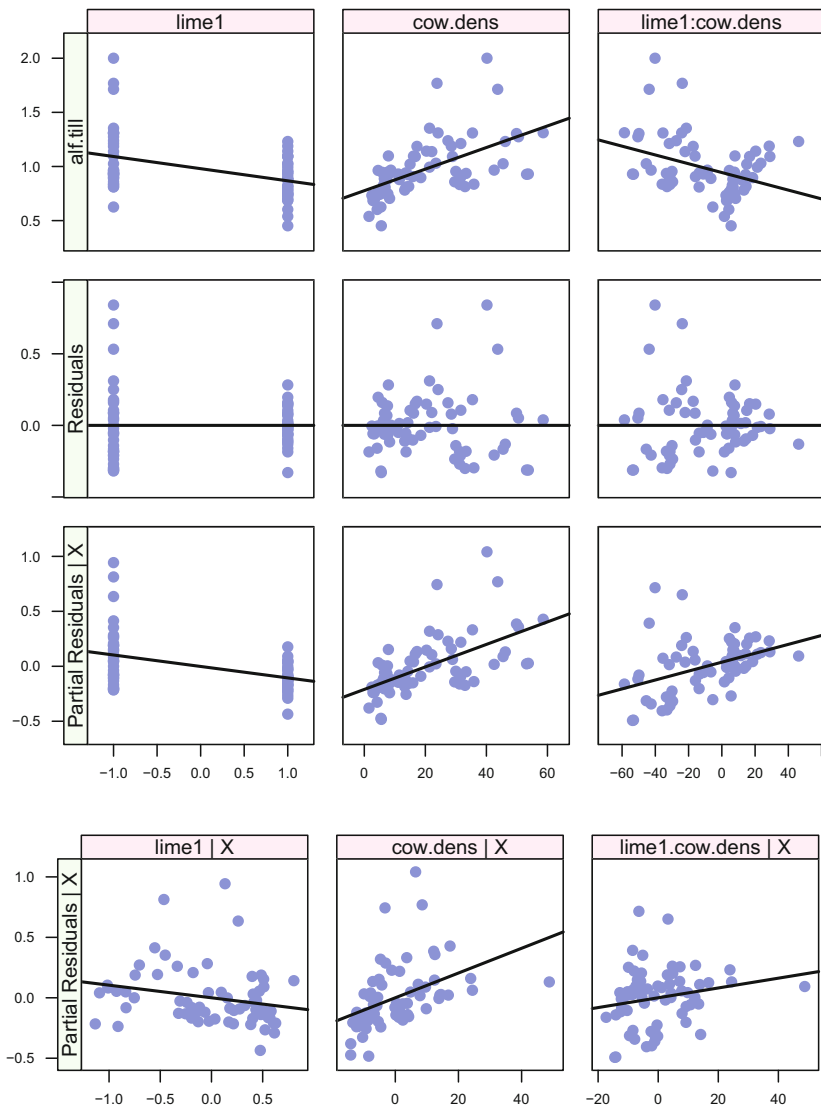 lime1 cow.dens lime1:cow.dens
alf.till
2.0
1.5
1.0
0.5
Residuals
0.5
0.0
Partial Residuals | X
1.0
0.5
0.0
−0.5
−1.0 −0.5 0.0 0.5 1.0 0 20 40 60 −60 −40 −20 0 20 40
lime1 | X cow.dens | X lime1.cow.dens | X
Partial Residuals | X
1.0
0.5
0.0
−0.5
−1.0 −0.5 0.0 0.5 0 20 40 −20 0 20 40